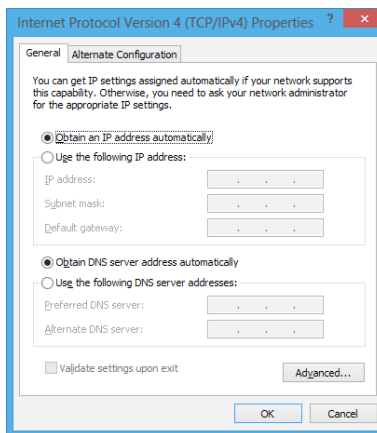 Internet Protocol Version 4 (TCP/IPv4) Properties ? ×
General Alternate Configuration
You can get IP settings assigned automatically if your network supports
this capability. Otherwise, you need to ask your network administrator
for the appropriate IP settings.
Obtain an IP address automatically
Use the following IP address:
IP address: . . .
Subnet mask: . . .
Default gateway: . . .
Obtain DNS server address automatically
Use the following DNS server addresses:
Preferred DNS server: . . .
Alternate DNS server: . . .
Validate settings upon exit
Advanced...
OK Cancel